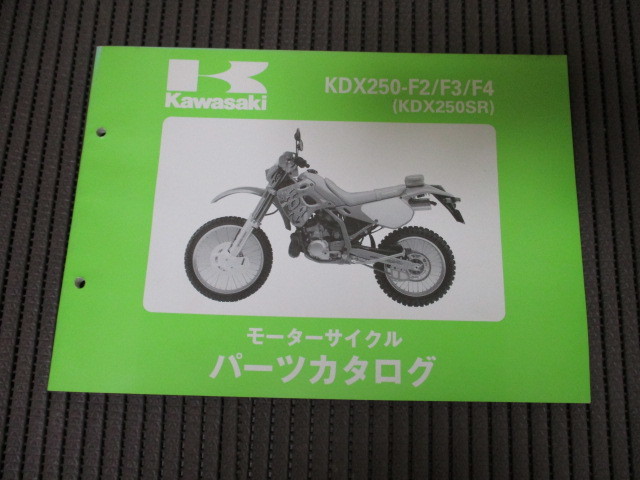 Kawasaki
KDX250-F2/F3/F4
(KDX250SR)
モーターサイクル
パーツカタログ